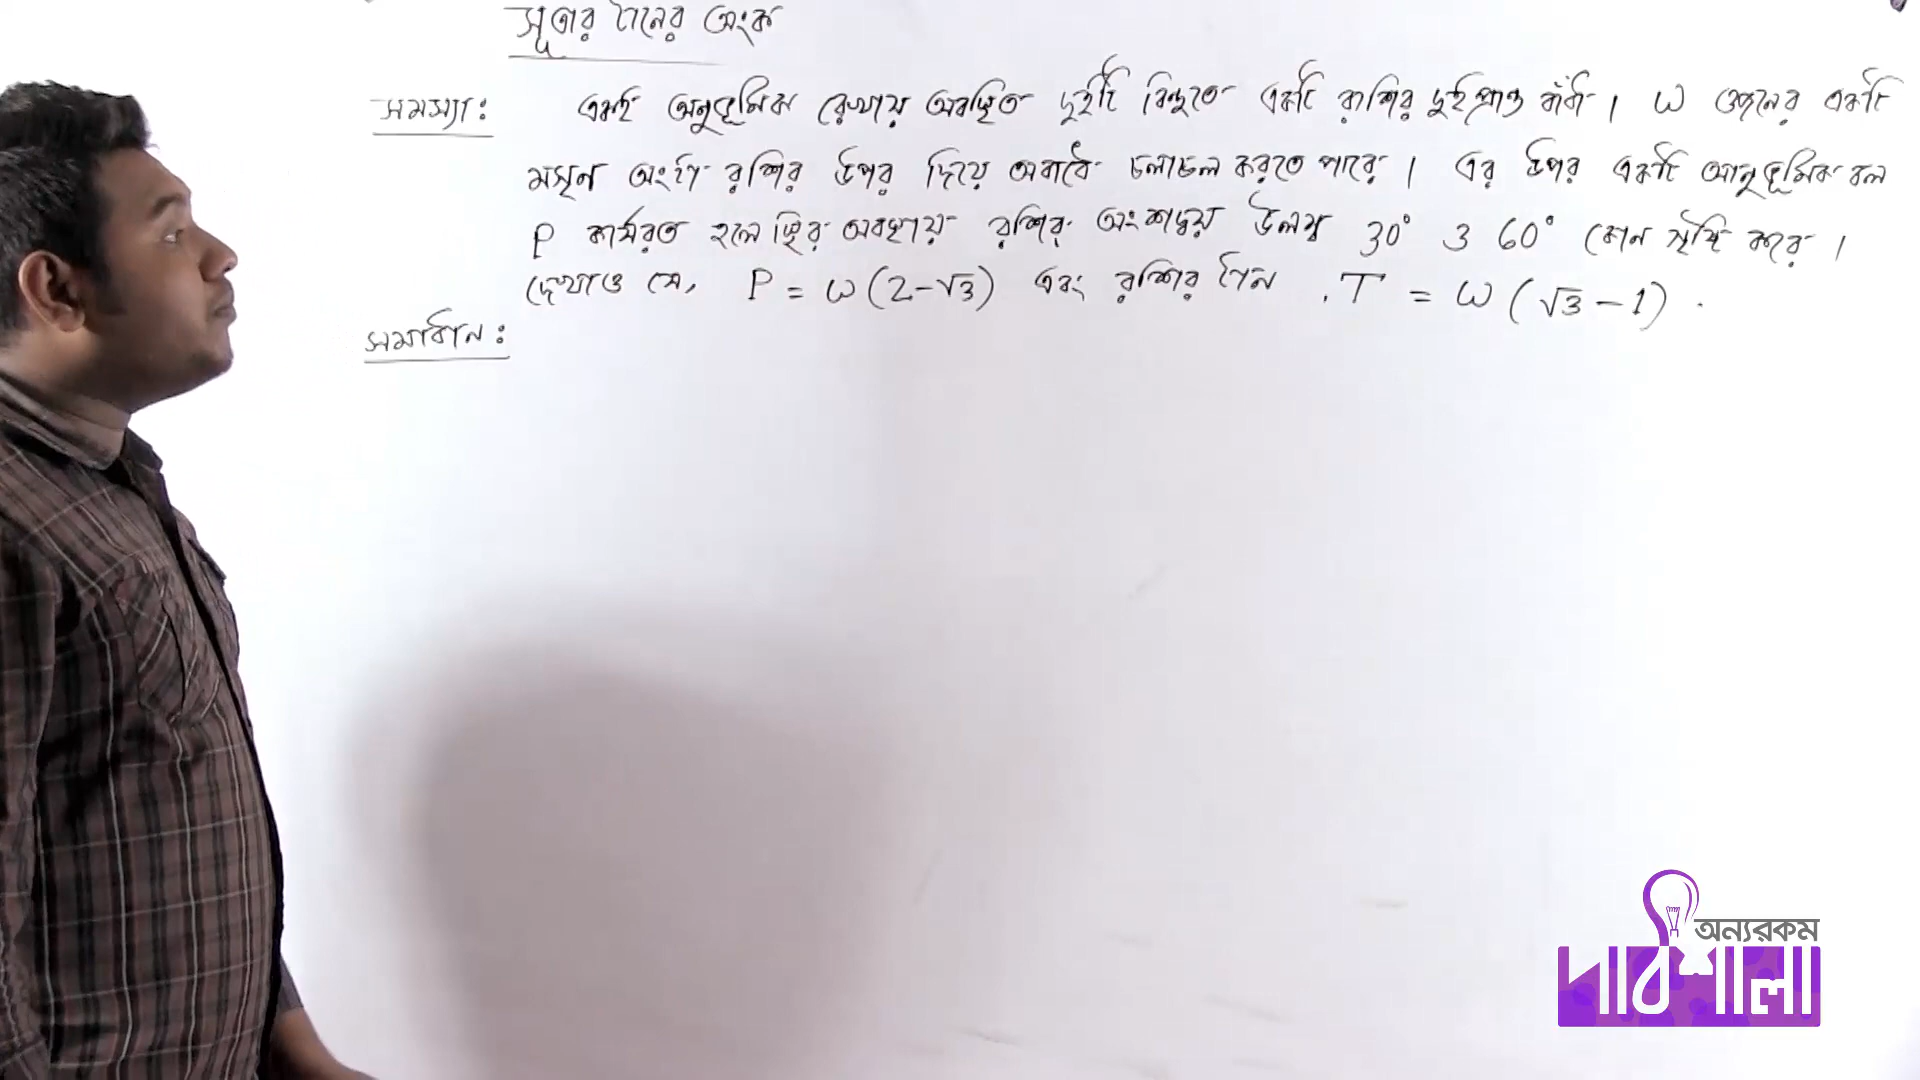 সূতার টানের অংক
সমস্যা: একই অনুভূমিক রেখায় অবস্থিত দুইটি বিন্দুতে একটি রশির দুইপ্রান্ত বাঁধা। W ওজনের একটি
মসৃন আংটা রশির উপর দিয়ে অবাধে চলাচল করতে পারে। এর উপর একটি আনুভূমিক বল
P কার্যরত হলে স্থির অবস্থায় রশির অংশদ্বয় উলম্ব 30° ও 60° কোন সৃষ্টি করে।
দেখাও যে, P = W(2-√3) এবং রশির টান T = W(√3 - 1).
সমাধান:
অন্যরকম
পাঠশালা